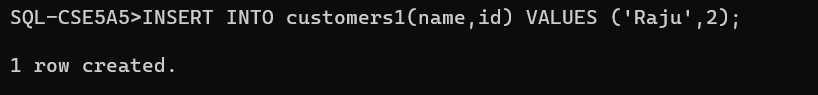 SQL-CSE5A5>INSERT INTO customers1(name,id) VALUES ('Raju',2);
1 row created.